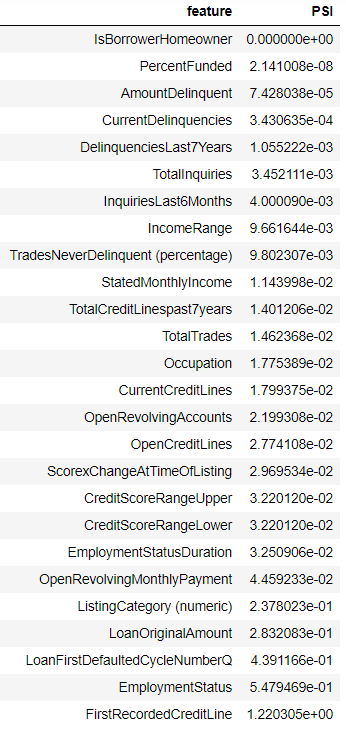 feature PSI
IsBorrowerHomeowner 0.000000e+00
PercentFunded 2.141008e-08
AmountDelinquent 7.428038e-05
CurrentDelinquencies 3.430635e-04
DelinquenciesLast7Years 1.055222e-03
TotalInquiries 3.452111e-03
InquiriesLast6Months 4.000090e-03
IncomeRange 9.661644e-03
TradesNeverDelinquent (percentage) 9.802307e-03
StatedMonthlyIncome 1.143998e-02
TotalCreditLinespast7years 1.401206e-02
TotalTrades 1.462368e-02
Occupation 1.775389e-02
CurrentCreditLines 1.799375e-02
OpenRevolvingAccounts 2.199308e-02
OpenCreditLines 2.774108e-02
ScorexChangeAtTimeOfListing 2.969534e-02
CreditScoreRangeUpper 3.220120e-02
CreditScoreRangeLower 3.220120e-02
EmploymentStatusDuration 3.250906e-02
OpenRevolvingMonthlyPayment 4.459233e-02
ListingCategory (numeric) 2.378023e-01
LoanOriginalAmount 2.832083e-01
LoanFirstDefaultedCycleNumberQ 4.391166e-01
EmploymentStatus 5.479469e-01
FirstRecordedCreditLine 1.220305e+00